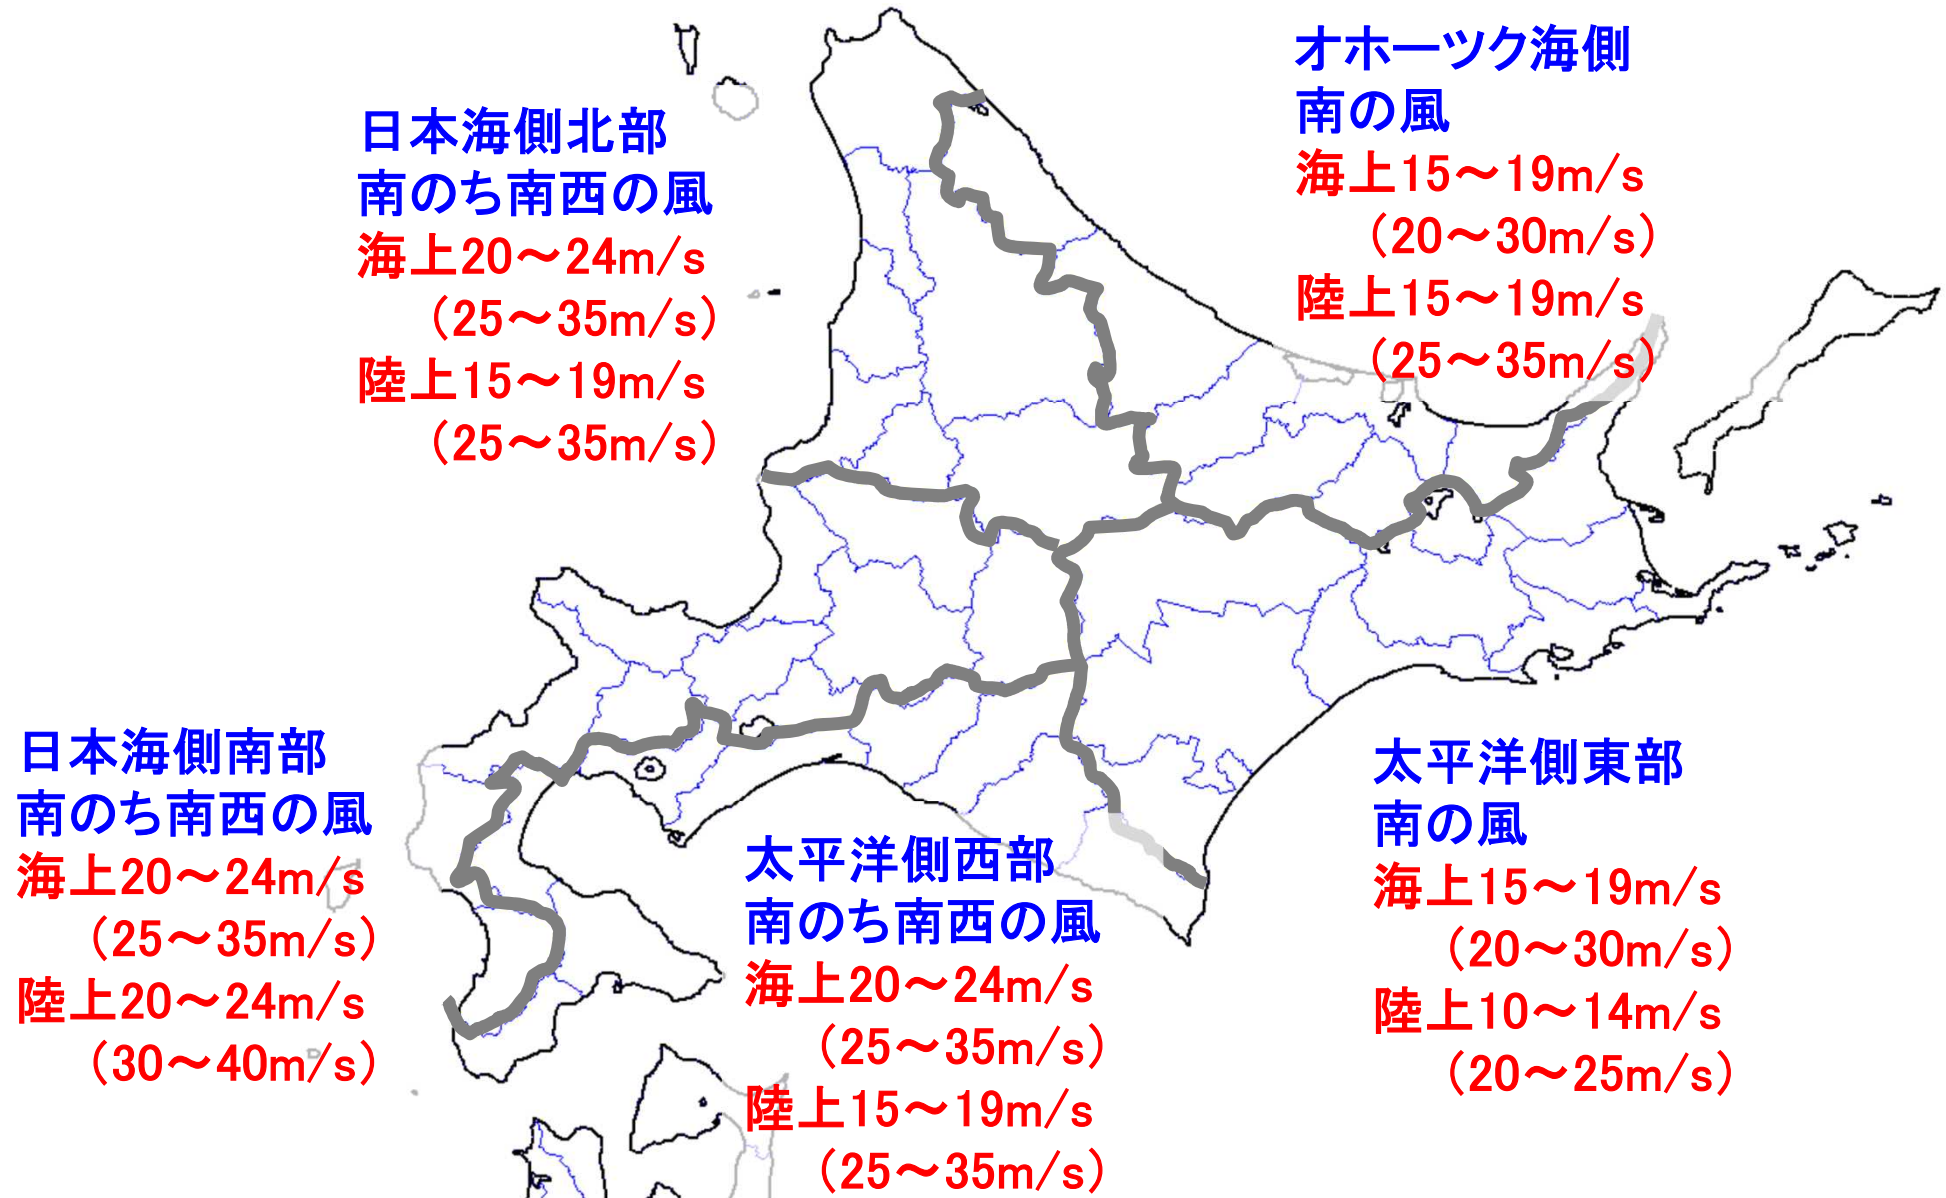 オホーツク海側
南の風
海上15～19m/s
（20～30m/s）
陸上15～19m/s
（25～35m/s）
日本海側北部
南のち南西の風
海上20～24m/s
（25～35m/s）
陸上15～19m/s
（25～35m/s）
日本海側南部
南のち南西の風
海上20～24m/s
（25～35m/s）
陸上20～24m/s
（30～40m/s）
太平洋側西部
南のち南西の風
海上20～24m/s
（25～35m/s）
陸上15～19m/s
（25～35m/s）
太平洋側東部
南の風
海上15～19m/s
（20～30m/s）
陸上10～14m/s
（20～25m/s）